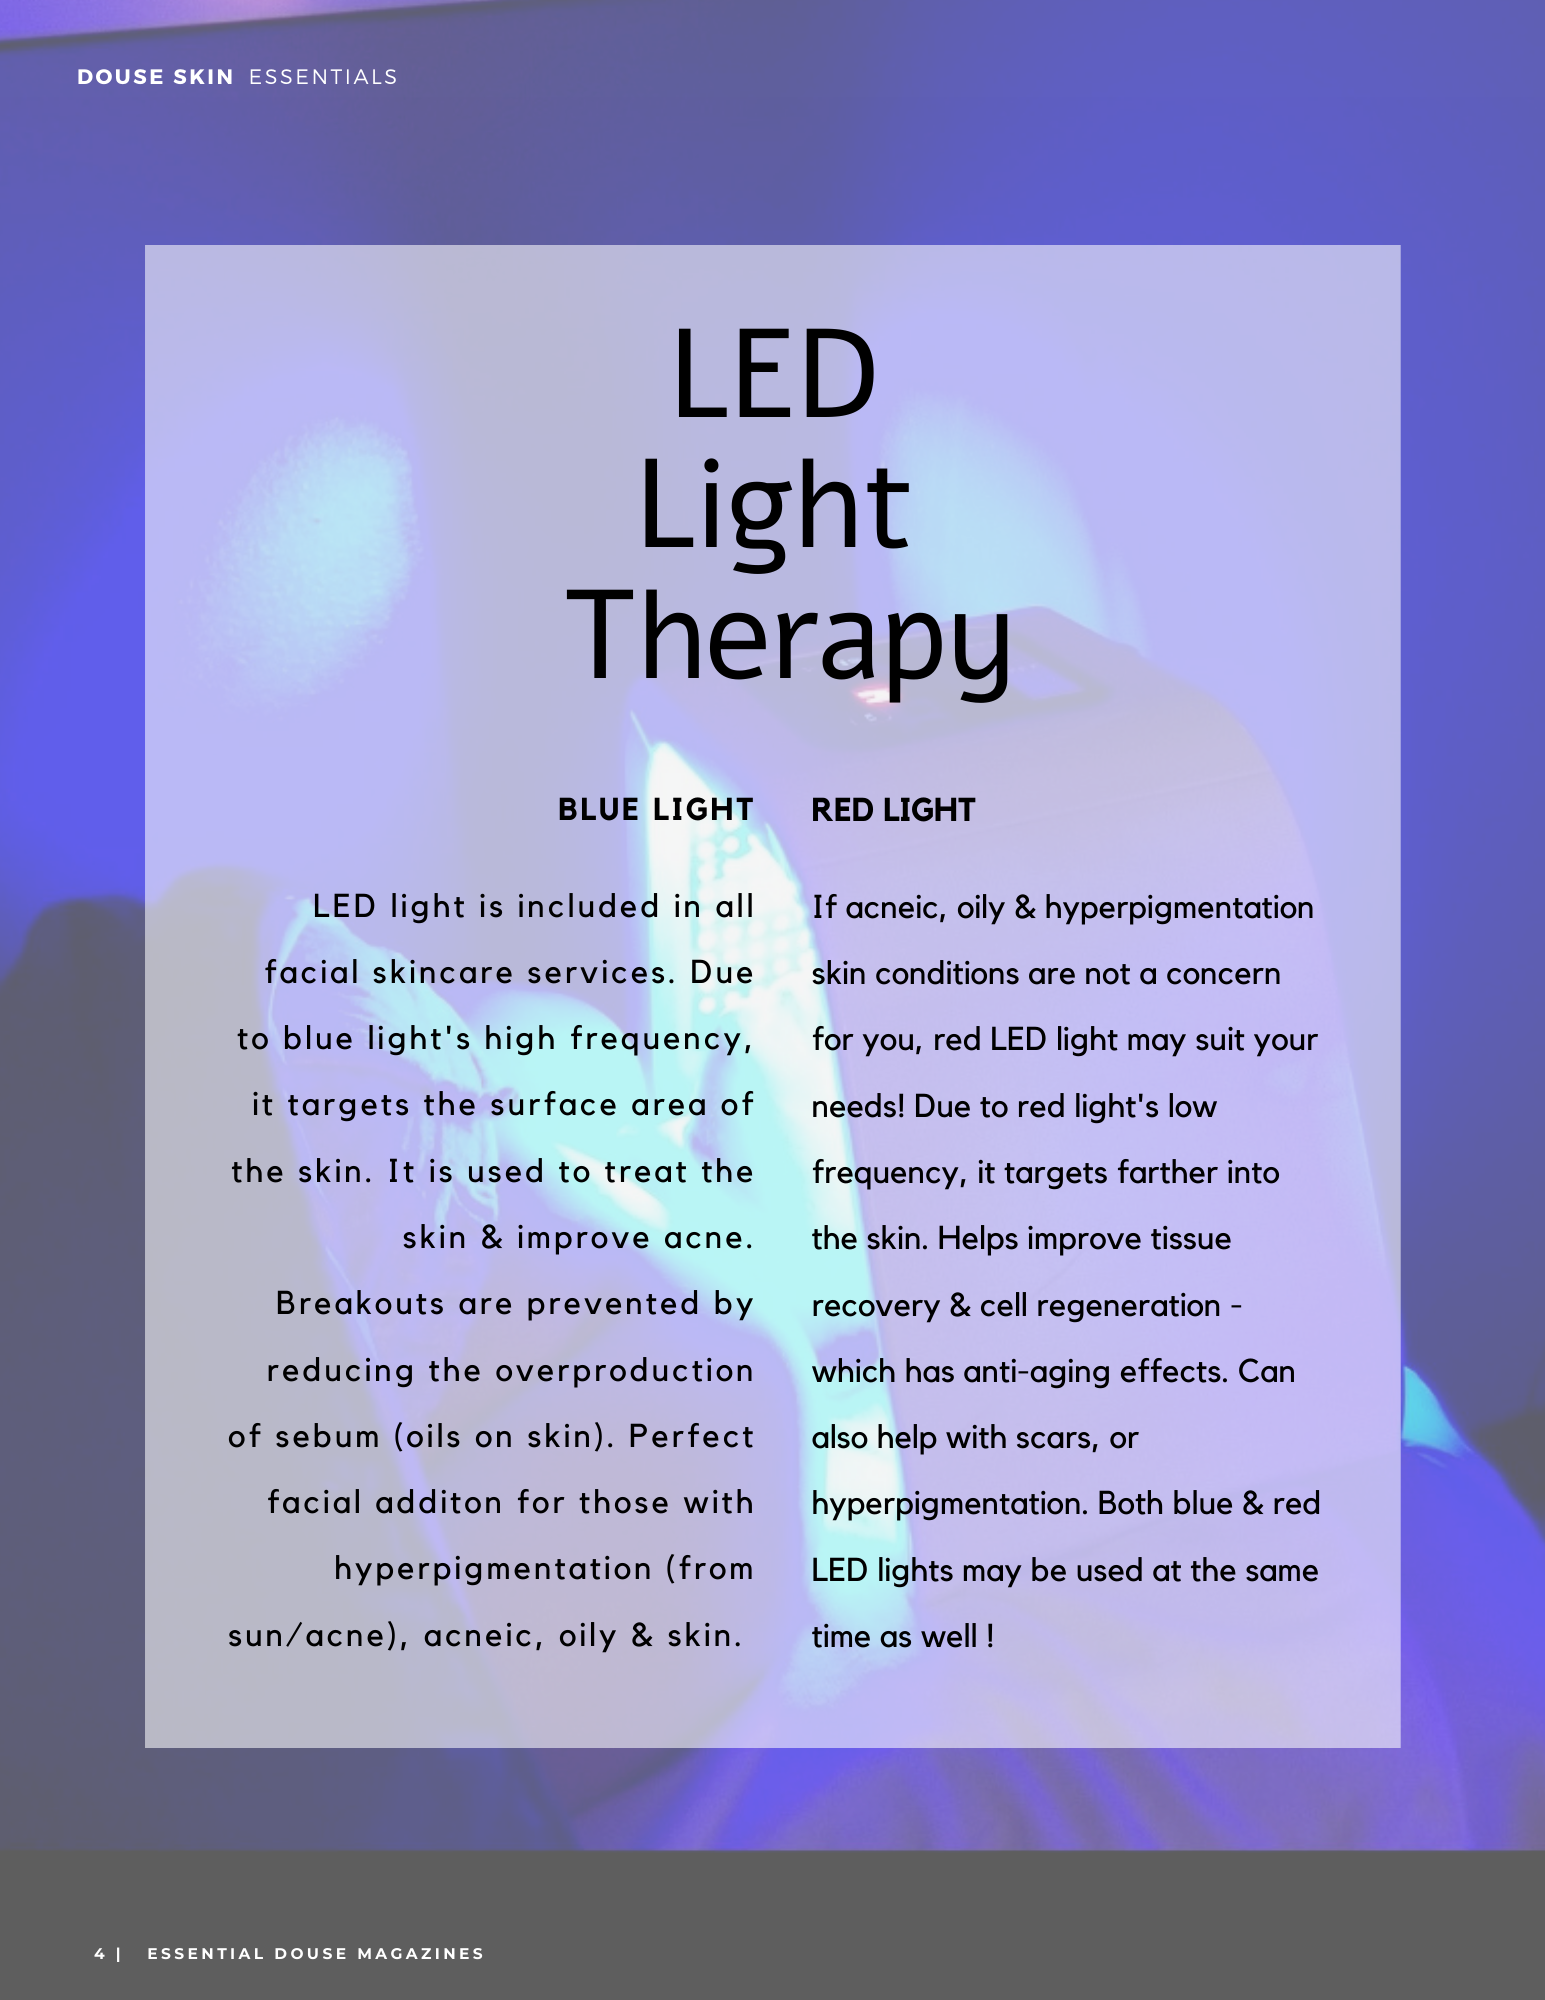 DOUSE SKIN ESSENTIALS
LED
Light
Therapy
BLUE LIGHT
LED light is included in all
facial skincare services. Due
to blue light's high frequency,
it targets the surface area of
the skin. It is used to treat the
skin & improve acne.
Breakouts are prevented by
reducing the overproduction
of sebum (oils on skin). Perfect
facial additon for those with
hyperpigmentation (from
sun/acne), acneic, oily & skin.
RED LIGHT
If acneic, oily & hyperpigmentation
skin conditions are not a concern
for you, red LED light may suit your
needs! Due to red light's low
frequency, it targets farther into
the skin. Helps improve tissue
recovery & cell regeneration -
which has anti-aging effects. Can
also help with scars, or
hyperpigmentation. Both blue & red
LED lights may be used at the same
time as well !
4 | ESSENTIAL DOUSE MAGAZINES